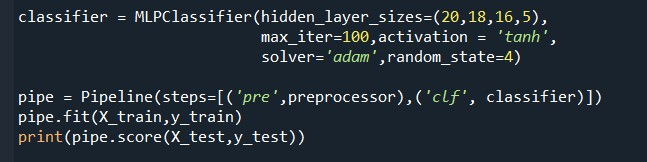 classifier = MLPClassifier(hidden_layer_sizes=(20,18,16,5),
max_iter=100,activation = 'tanh',
solver='adam',random_state=4)
pipe = Pipeline(steps=[('pre',preprocessor),('clf', classifier)])
pipe.fit(X_train,y_train)
print(pipe.score(X_test,y_test))